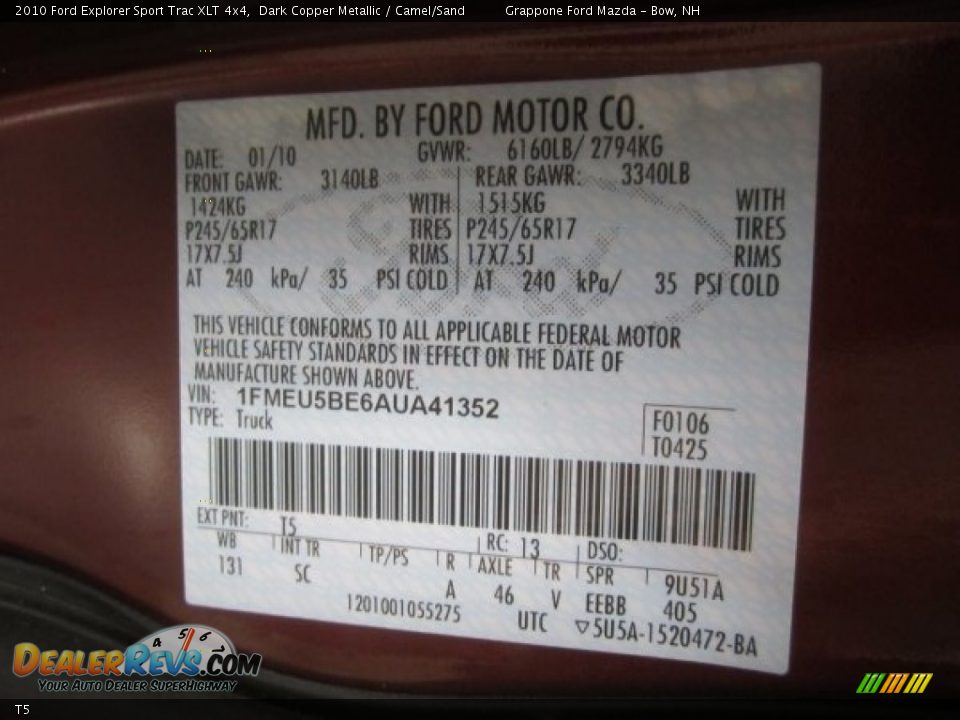 2010 Ford Explorer Sport Trac XLT 4x4, Dark Copper Metallic / Camel/Sand Grappone Ford Mazda - Bow, NH
MFD. BY FORD MOTOR CO.
DATE: 01/10 GVWR: 6160LB/ 2794KG
FRONT GAWR: 3140LB REAR GAWR: 3340LB
1424KG WITH 1515KG WITH
P245/65R17 TIRES P245/65R17 TIRES
17X7.5J RIMS 17X7.5J RIMS
AT 240 kPa/ 35 PSI COLD AT 240 kPa/ 35 PSI COLD
THIS VEHICLE CONFORMS TO ALL APPLICABLE FEDERAL MOTOR
VEHICLE SAFETY STANDARDS IN EFFECT ON THE DATE OF
MANUFACTURE SHOWN ABOVE.
VIN: 1FMEU5BE6AUA41352
TYPE: Truck
F0106
T0425
EXT PNT: T5 RC: 13 DSO:
WB INT TR TP/PS R AXLE TR SPR 9U51A
131 SC A 46 V EEBB 405
1201001055275 UTC ▽5U5A-1520472-BA
4 5 6
DEALERREVS.COM
YOUR AUTO DEALER SUPERHIGHWAY
T5